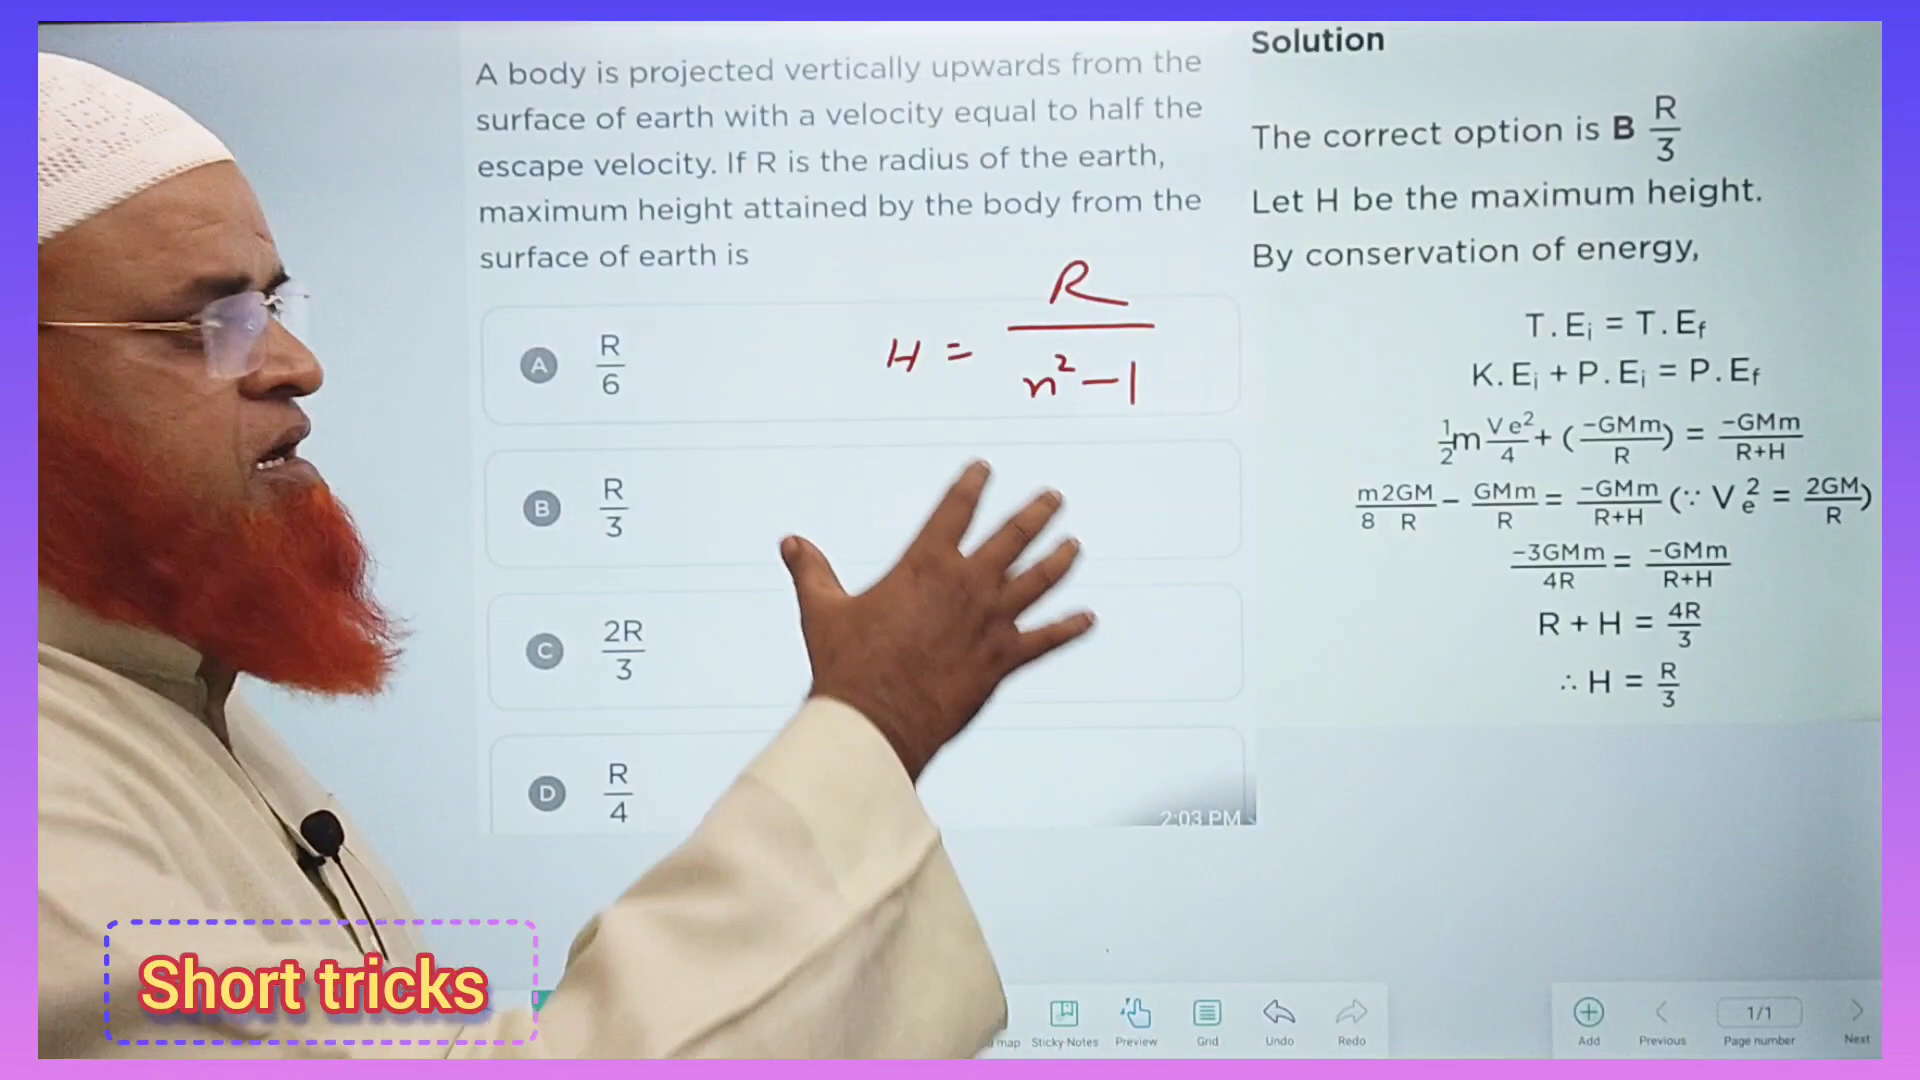 A body is projected vertically upwards from the
surface of earth with a velocity equal to half the
escape velocity. If R is the radius of the earth,
maximum height attained by the body from the
surface of earth is
H = R / n² - 1
A R/6
B R/3
C 2R/3
D R/4
2:03 PM
Solution
The correct option is B R/3
Let H be the maximum height.
By conservation of energy,
T.Eᵢ = T.E_f
K.Eᵢ + P.Eᵢ = P.E_f
1/2 m Ve²/4 + (-GMm/R) = -GMm/R+H
m2GM/8 R - GMm/R = -GMm/R+H (∵ Vₑ² = 2GM/R)
-3GMm/4R = -GMm/R+H
R + H = 4R/3
∴ H = R/3
Short tricks
map Sticky Notes Preview Grid Undo Redo
Add Previous 1/1 Page number Next